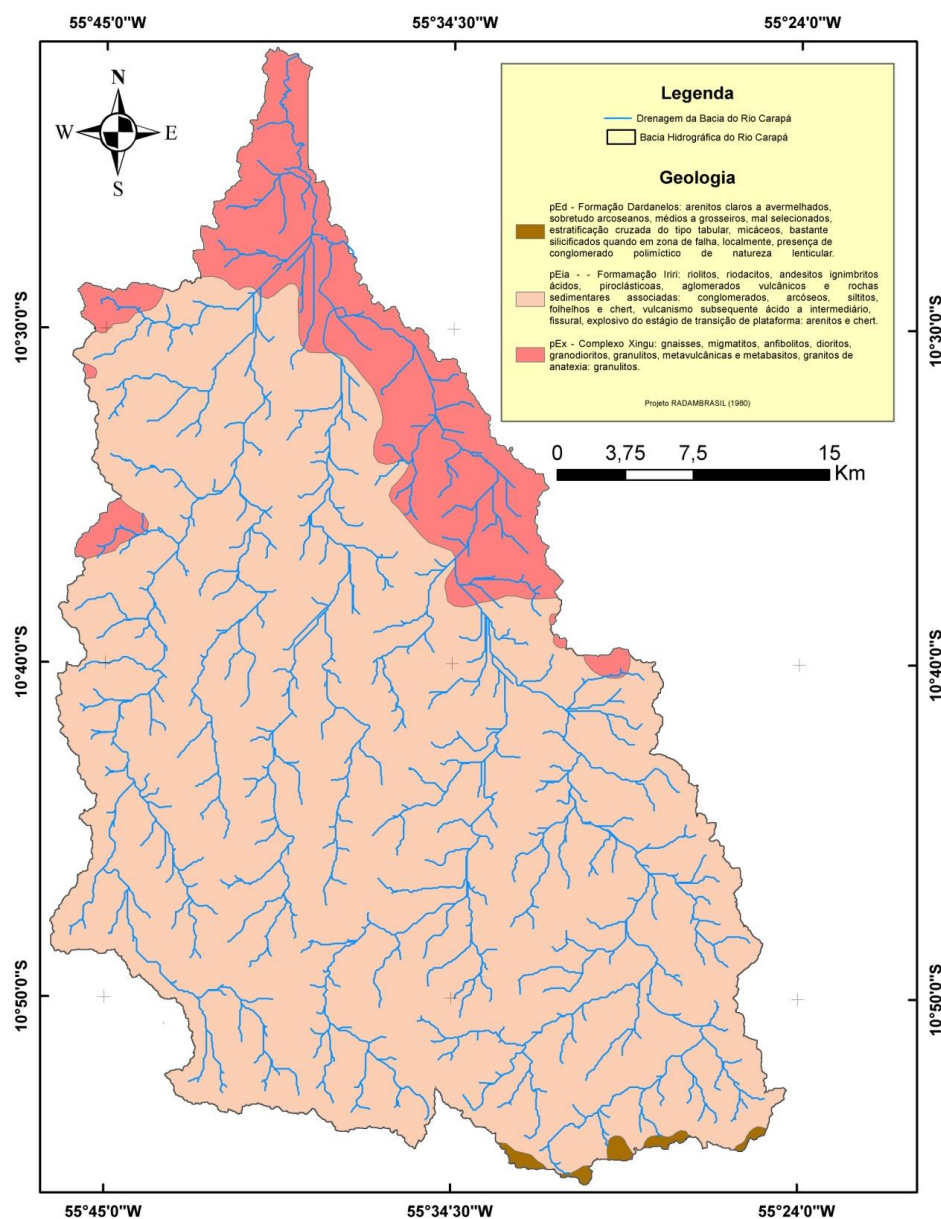 55°45'0"W 55°34'30"W 55°24'0"W
N
W E
S
Legenda
Drenagem da Bacia do Rio Carapá
Bacia Hidrográfica do Rio Carapá
Geologia
pEd - Formação Dardanelos: arenitos claros a avermelhados,
sobretudo arcoseanos, médios a grosseiros, mal selecionados,
estratificação cruzada do tipo tabular, micáceos, bastante
silicificados quando em zona de falha, localmente, presença de
conglomerado polimíctico de natureza lenticular.
pEia - - Formamação Iriri: riolitos, riodacitos, andesitos ignimbritos
ácidos, piroclástícoas, aglomerados vulcânicos e rochas
sedimentares associadas: conglomerados, arcóseos, siltitos,
folhelhos e chert, vulcanismo subsequente ácido a intermediário,
fissural, explosivo do estágio de transição de plataforma: arenitos e chert.
pEx - Complexo Xingu: gnaisses, migmatitos, anfibolitos, dioritos,
granodioritos, granulitos, metavulcânicas e metabasitos, granitos de
anatexia: granulitos.
Projeto RADAMBRASIL (1980)
0 3,75 7,5 15
Km
10°30'0"S 10°30'0"S
10°40'0"S 10°40'0"S
10°50'0"S 10°50'0"S
55°45'0"W 55°34'30"W 55°24'0"W